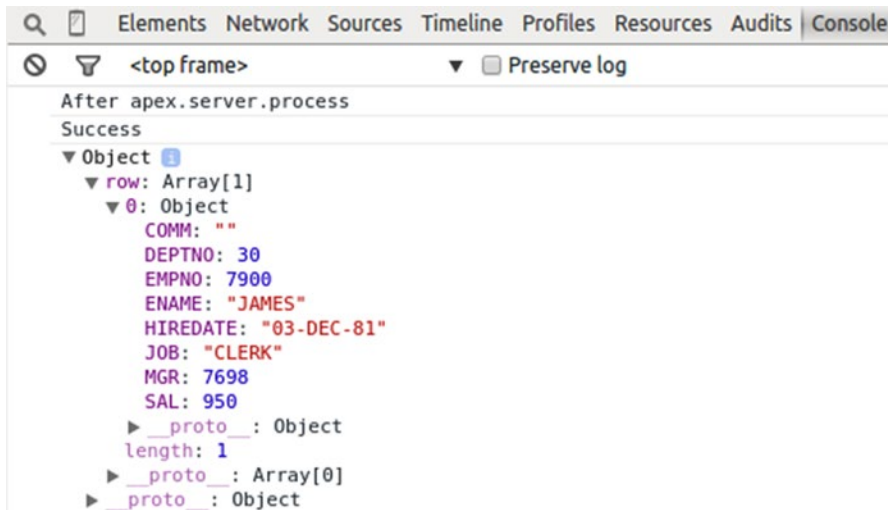 Elements Network Sources Timeline Profiles Resources Audits Console
<top frame> ▼ Preserve log
After apex.server.process
Success
▼ Object i
▼ row: Array[1]
▼ 0: Object
COMM: ""
DEPTNO: 30
EMPNO: 7900
ENAME: "JAMES"
HIREDATE: "03-DEC-81"
JOB: "CLERK"
MGR: 7698
SAL: 950
▶ __proto__: Object
length: 1
▶ __proto__: Array[0]
▶ __proto__: Object